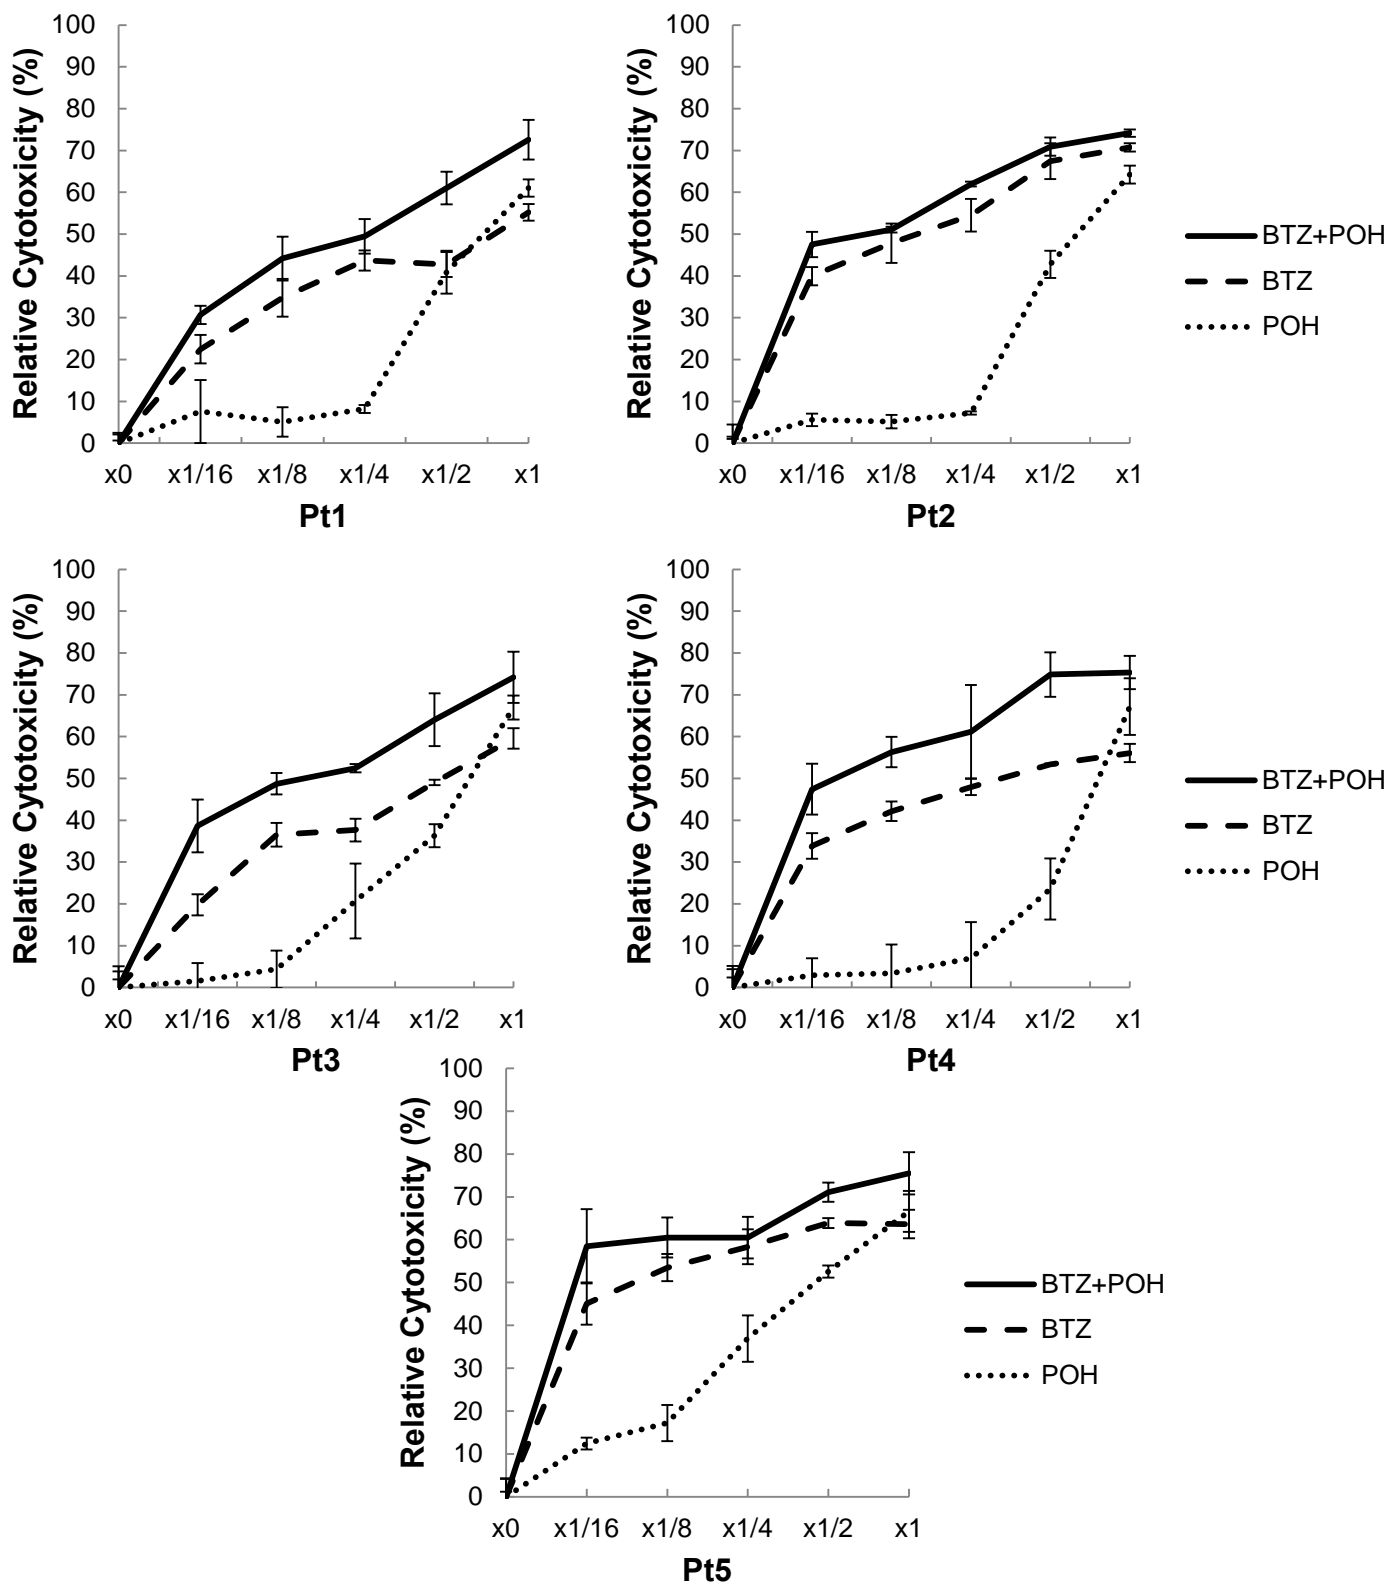 Relative Cytotoxicity (%)
100
90
80
70
60
50
40
30
20
10
0
x0 x1/16 x1/8 x1/4 x1/2 x1
Pt1
Relative Cytotoxicity (%)
100
90
80
70
60
50
40
30
20
10
0
x0 x1/16 x1/8 x1/4 x1/2 x1
Pt2
BTZ+POH
BTZ
POH
Relative Cytotoxicity (%)
100
90
80
70
60
50
40
30
20
10
0
x0 x1/16 x1/8 x1/4 x1/2 x1
Pt3
Relative Cytotoxicity (%)
100
90
80
70
60
50
40
30
20
10
0
x0 x1/16 x1/8 x1/4 x1/2 x1
Pt4
BTZ+POH
BTZ
POH
Relative Cytotoxicity (%)
100
90
80
70
60
50
40
30
20
10
0
x0 x1/16 x1/8 x1/4 x1/2 x1
Pt5
BTZ+POH
BTZ
POH